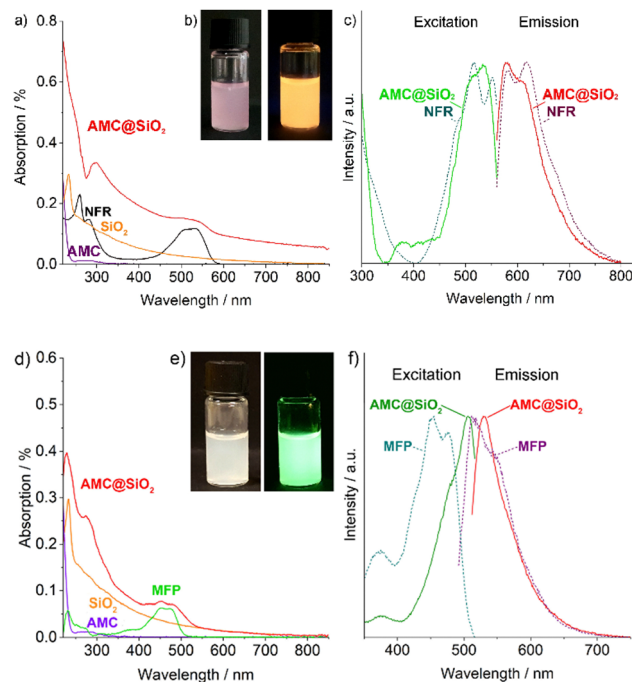 a)
b)
c)
Absorption / %
0.8
0.6
0.4
0.2
0.0
AMC@SiO₂
NFR
SiO₂
AMC
300 400 500 600 700 800
Wavelength / nm
Excitation Emission
Intensity / a.u.
AMC@SiO₂ AMC@SiO₂
NFR NFR
300 400 500 600 700 800
Wavelength / nm
d)
e)
f)
Absorption / %
0.6
0.5
0.4
0.3
0.2
0.1
0.0
AMC@SiO₂
SiO₂
MFP
AMC
300 400 500 600 700 800
Wavelength / nm
Excitation Emission
Intensity / a.u.
AMC@SiO₂ AMC@SiO₂
MFP MFP
400 500 600 700
Wavelength / nm